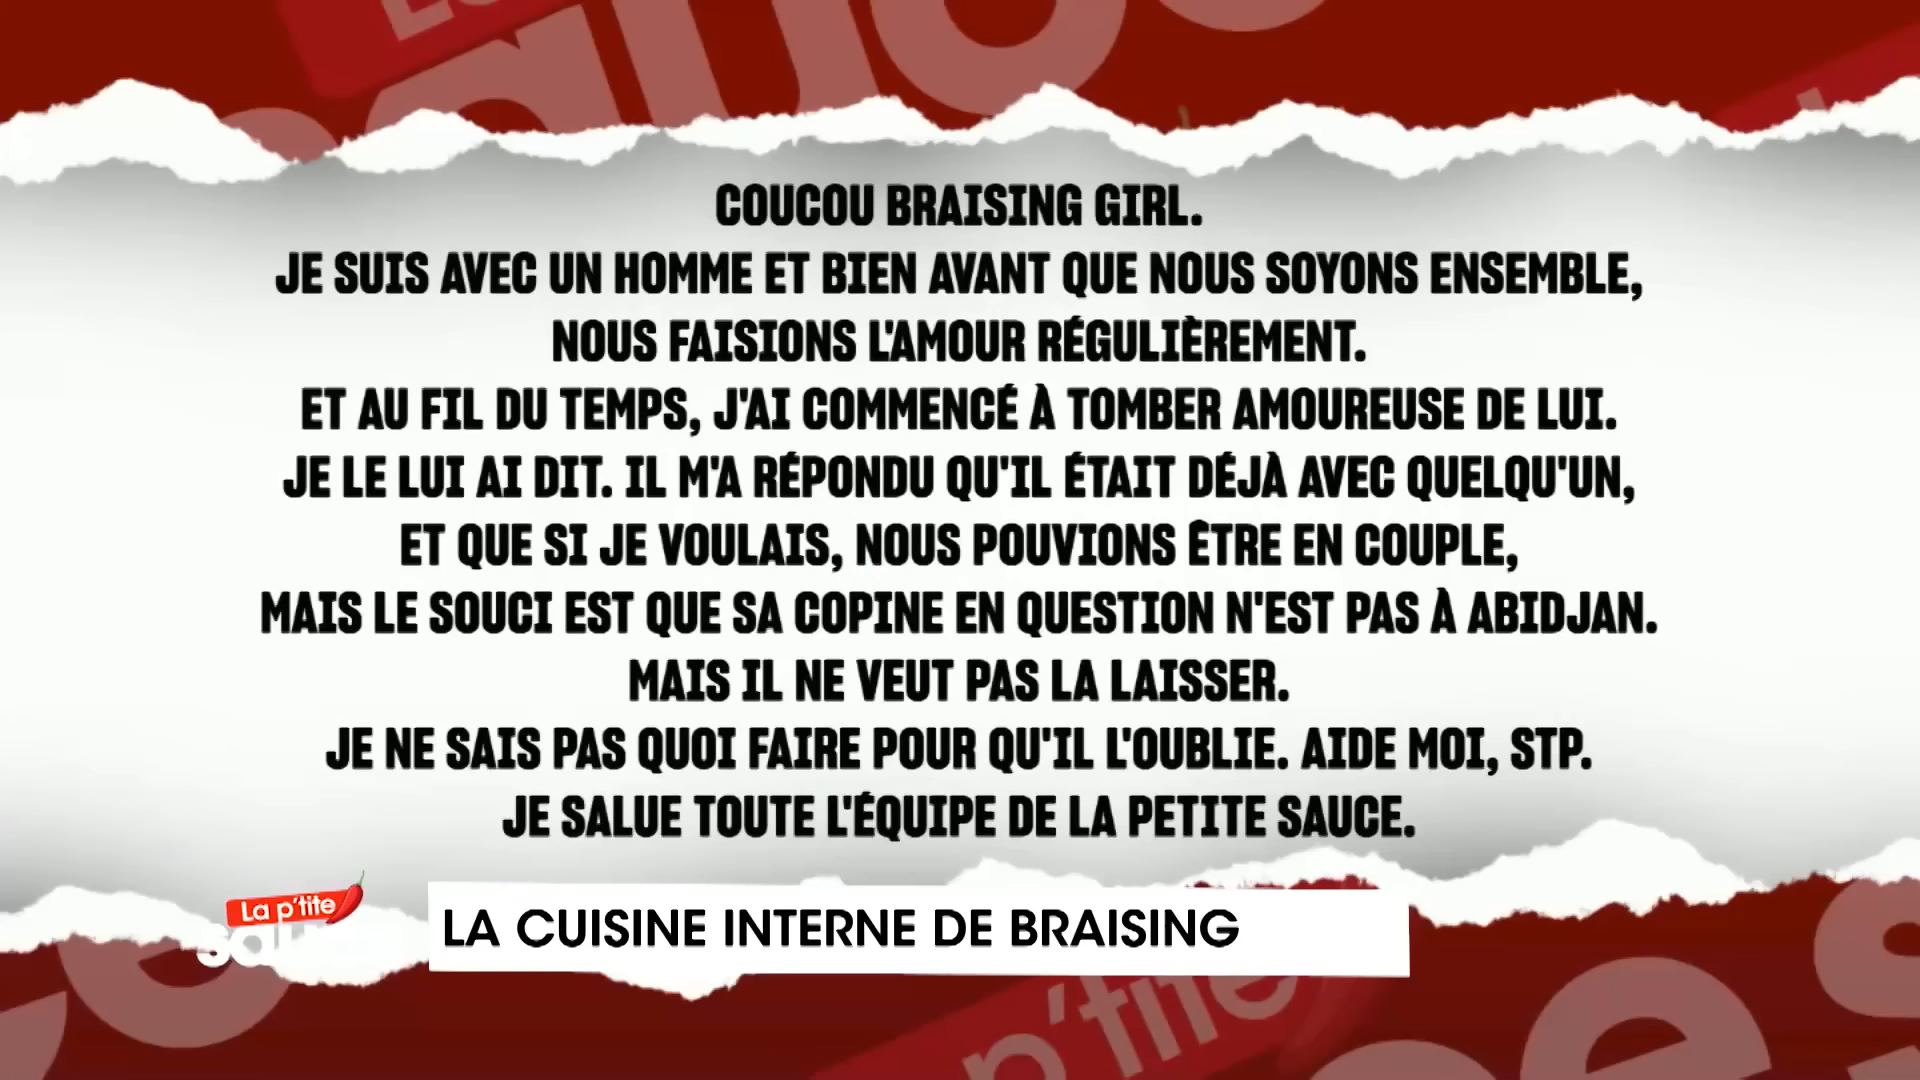 COUCOU BRAISING GIRL.
JE SUIS AVEC UN HOMME ET BIEN AVANT QUE NOUS SOYONS ENSEMBLE,
NOUS FAISIONS L'AMOUR RÉGULIÈREMENT.
ET AU FIL DU TEMPS, J'AI COMMENCÉ À TOMBER AMOUREUSE DE LUI.
JE LE LUI AI DIT. IL M'A RÉPONDU QU'IL ÉTAIT DÉJÀ AVEC QUELQU'UN,
ET QUE SI JE VOULAIS, NOUS POUVIONS ÊTRE EN COUPLE,
MAIS LE SOUCI EST QUE SA COPINE EN QUESTION N'EST PAS À ABIDJAN.
MAIS IL NE VEUT PAS LA LAISSER.
JE NE SAIS PAS QUOI FAIRE POUR QU'IL L'OUBLIE. AIDE MOI, STP.
JE SALUE TOUTE L'ÉQUIPE DE LA PETITE SAUCE.
La p'tite
LA CUISINE INTERNE DE BRAISING
p'tite